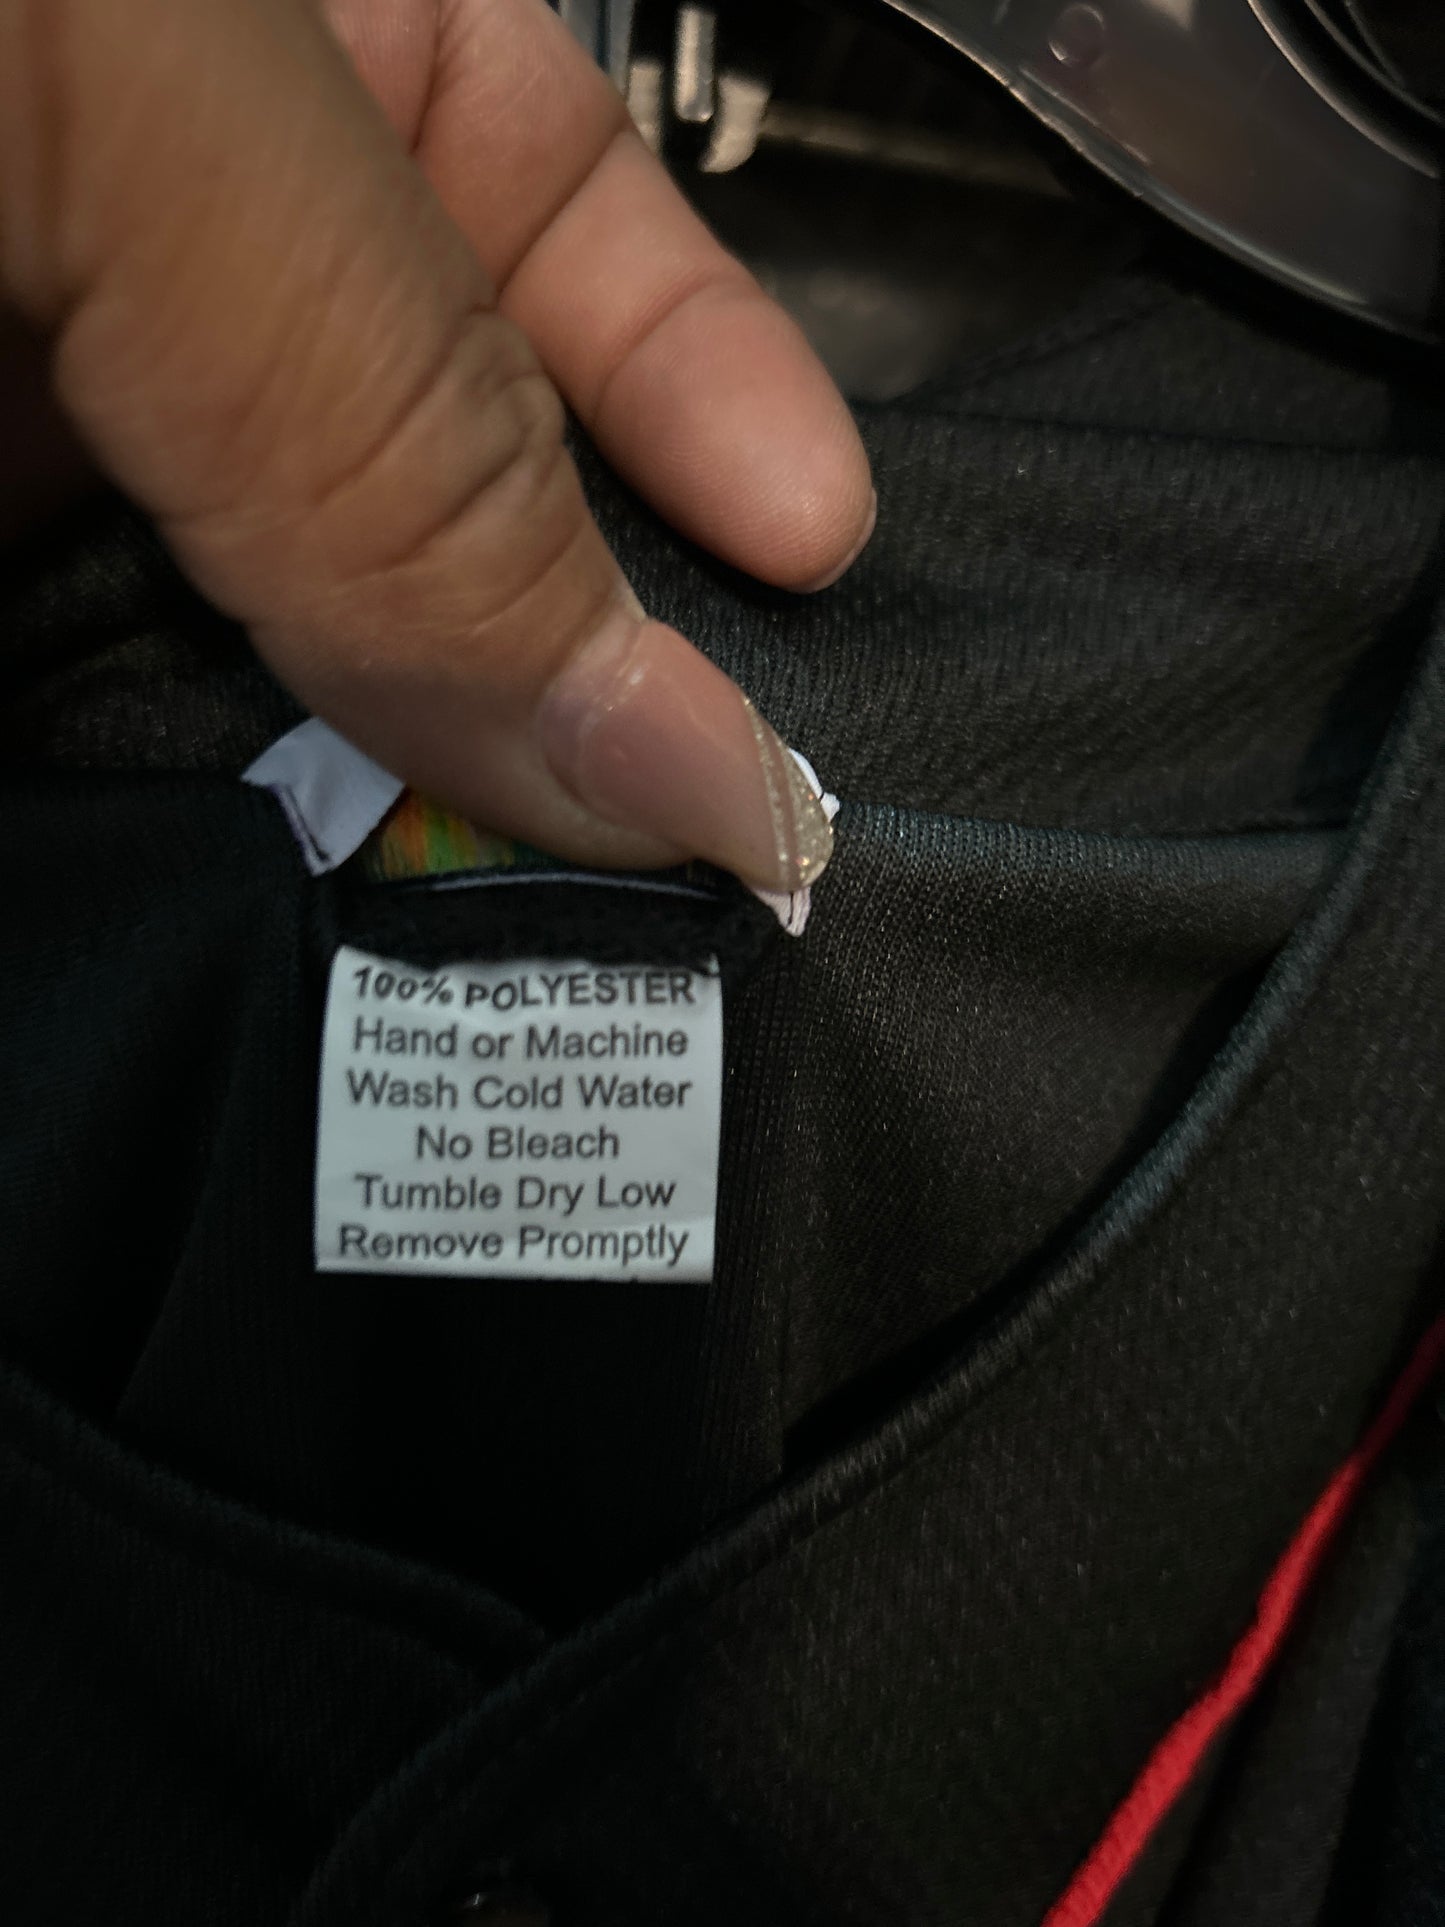 100% POLYESTER
Hand or Machine
Wash Cold Water
No Bleach
Tumble Dry Low
Remove Promptly